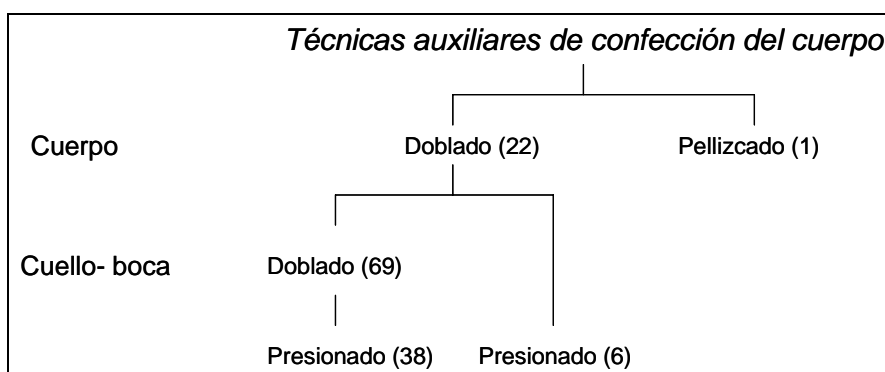 Técnicas auxiliares de confección del cuerpo
Cuerpo Doblado (22) Pellizcado (1)
Cuello- boca Doblado (69)
Presionado (38) Presionado (6)